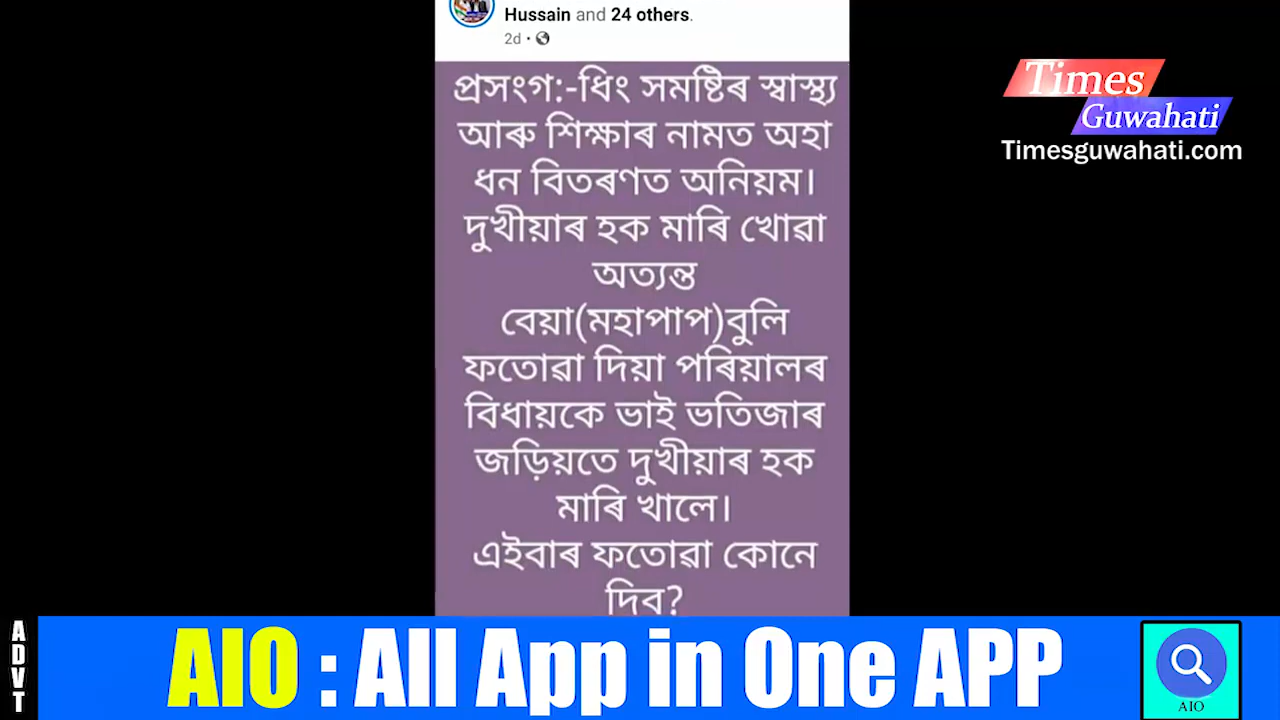 Hussain and 24 others.
2d
প্ৰসংগ:-ধিং সমষ্টিৰ স্বাস্থ্য
আৰু শিক্ষাৰ নামত অহা
ধন বিতৰণত অনিয়ম।
দুখীয়াৰ হক মাৰি খোৱা
অত্যন্ত
বেয়া(মহাপাপ)বুলি
ফতোৱা দিয়া পৰিয়ালৰ
বিধায়কে ভাই ভতিজাৰ
জড়িয়তে দুখীয়াৰ হক
মাৰি খালে।
এইবাৰ ফতোৱা কোনে
দিব?
Times
Guwahati
Timesguwahati.com
ADVT
AIO : All App in One APP
AIO